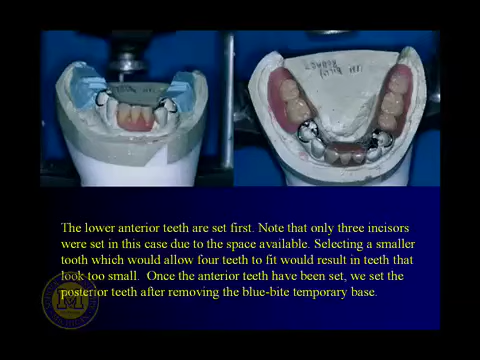 The lower anterior teeth are set first. Note that only three incisors
were set in this case due to the space available. Selecting a smaller
tooth which would allow four teeth to fit would result in teeth that
look too small. Once the anterior teeth have been set, we set the
posterior teeth after removing the blue-bite temporary base.